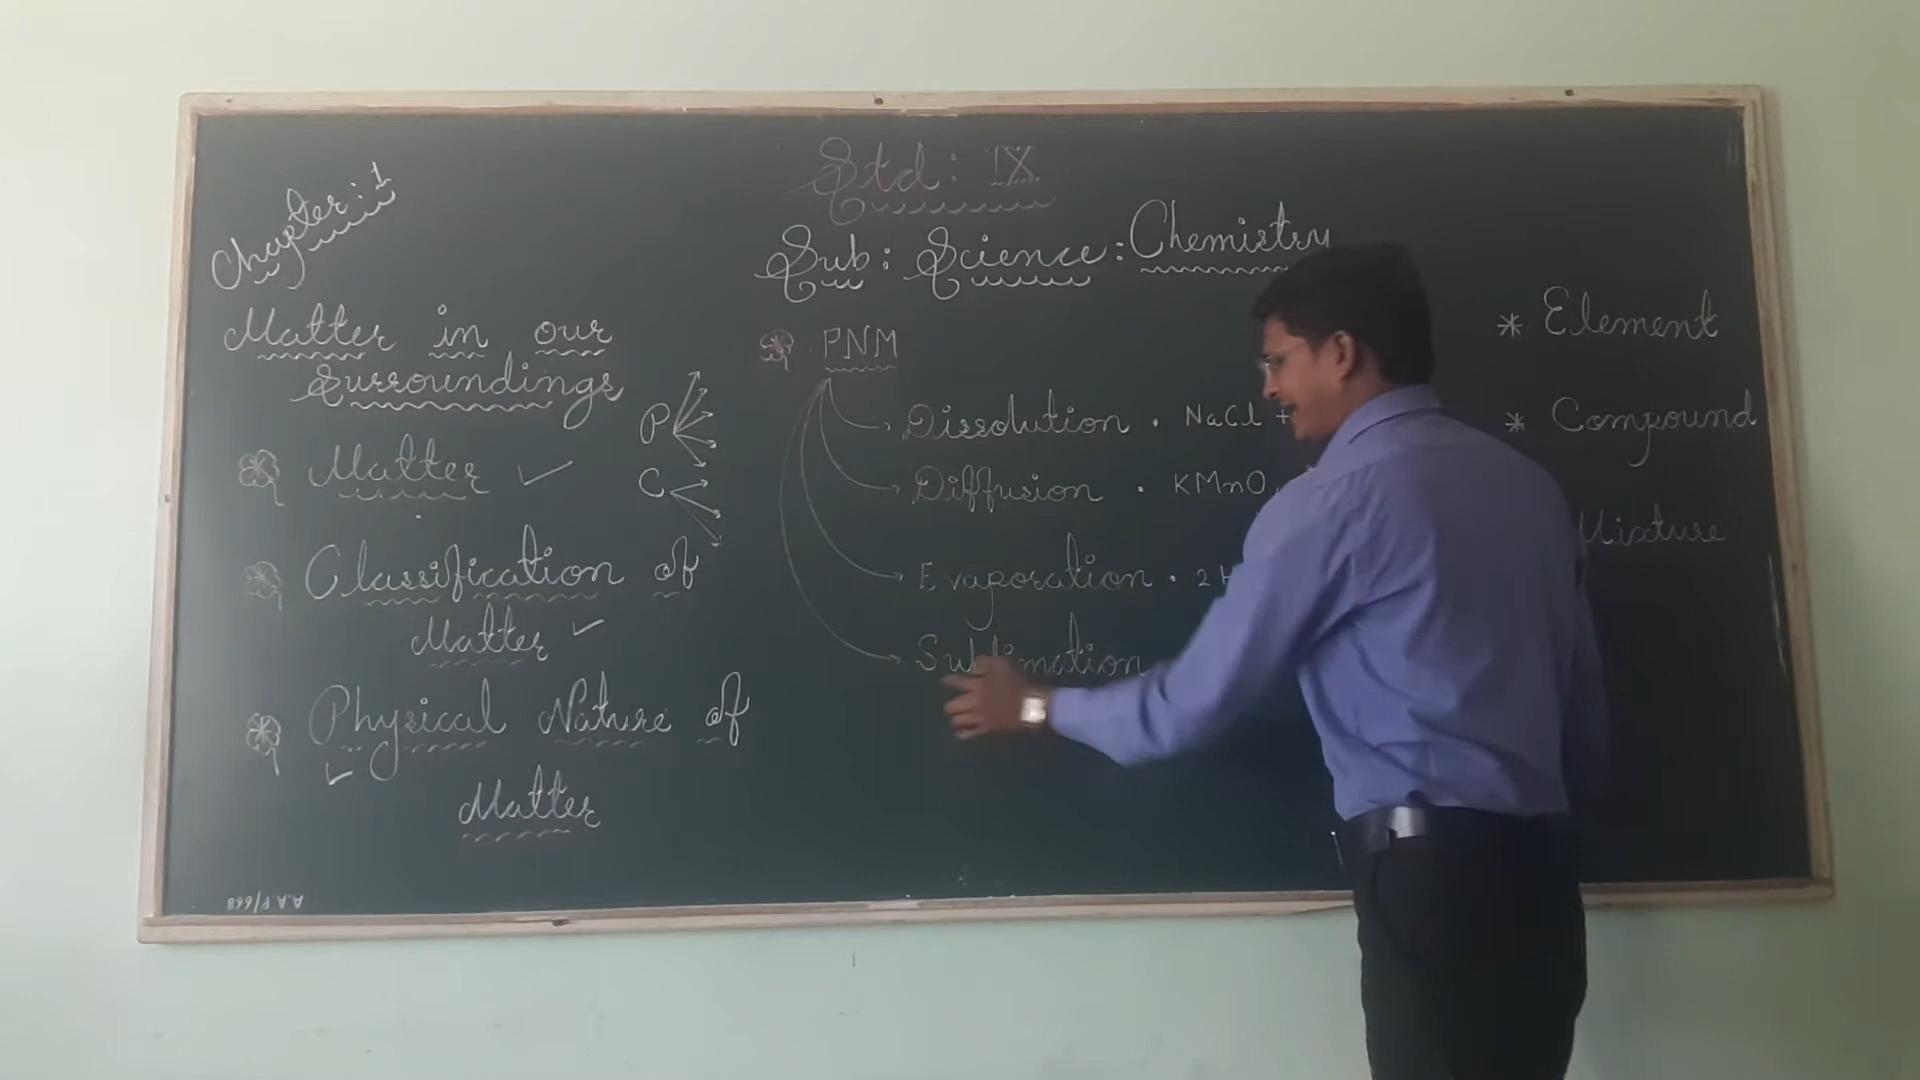 Std: IX
Sub: Science: Chemistry
Chapter: 1
Matter in our
Surroundings
Matter ✓
Classification of
Matter ✓
Physical Nature of
✓
Matter
P
C
PNM
Dissolution . NaCl +
Diffusion . KMnO
Evaporation . 2H
Sublimation
* Element
* Compound
Mixture
A.A.P/668